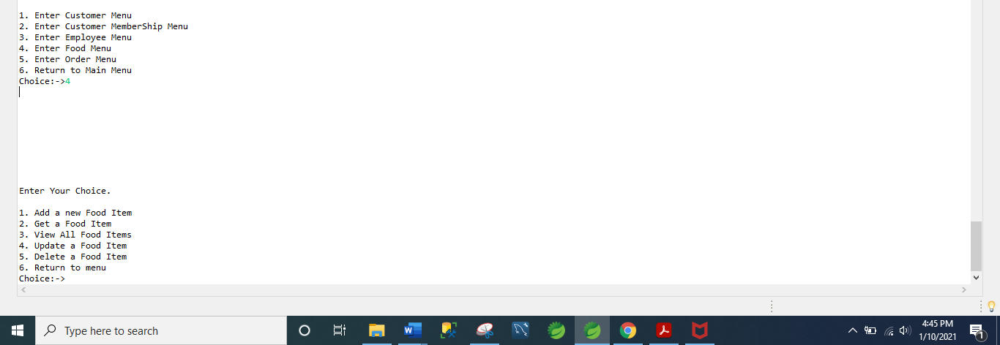 1. Enter Customer Menu
2. Enter Customer MemberShip Menu
3. Enter Employee Menu
4. Enter Food Menu
5. Enter Order Menu
6. Return to Main Menu
Choice:->4
Enter Your Choice.
1. Add a new Food Item
2. Get a Food Item
3. View All Food Items
4. Update a Food Item
5. Delete a Food Item
6. Return to menu
Choice:->
Type here to search
W
4:45 PM
1/10/2021
1